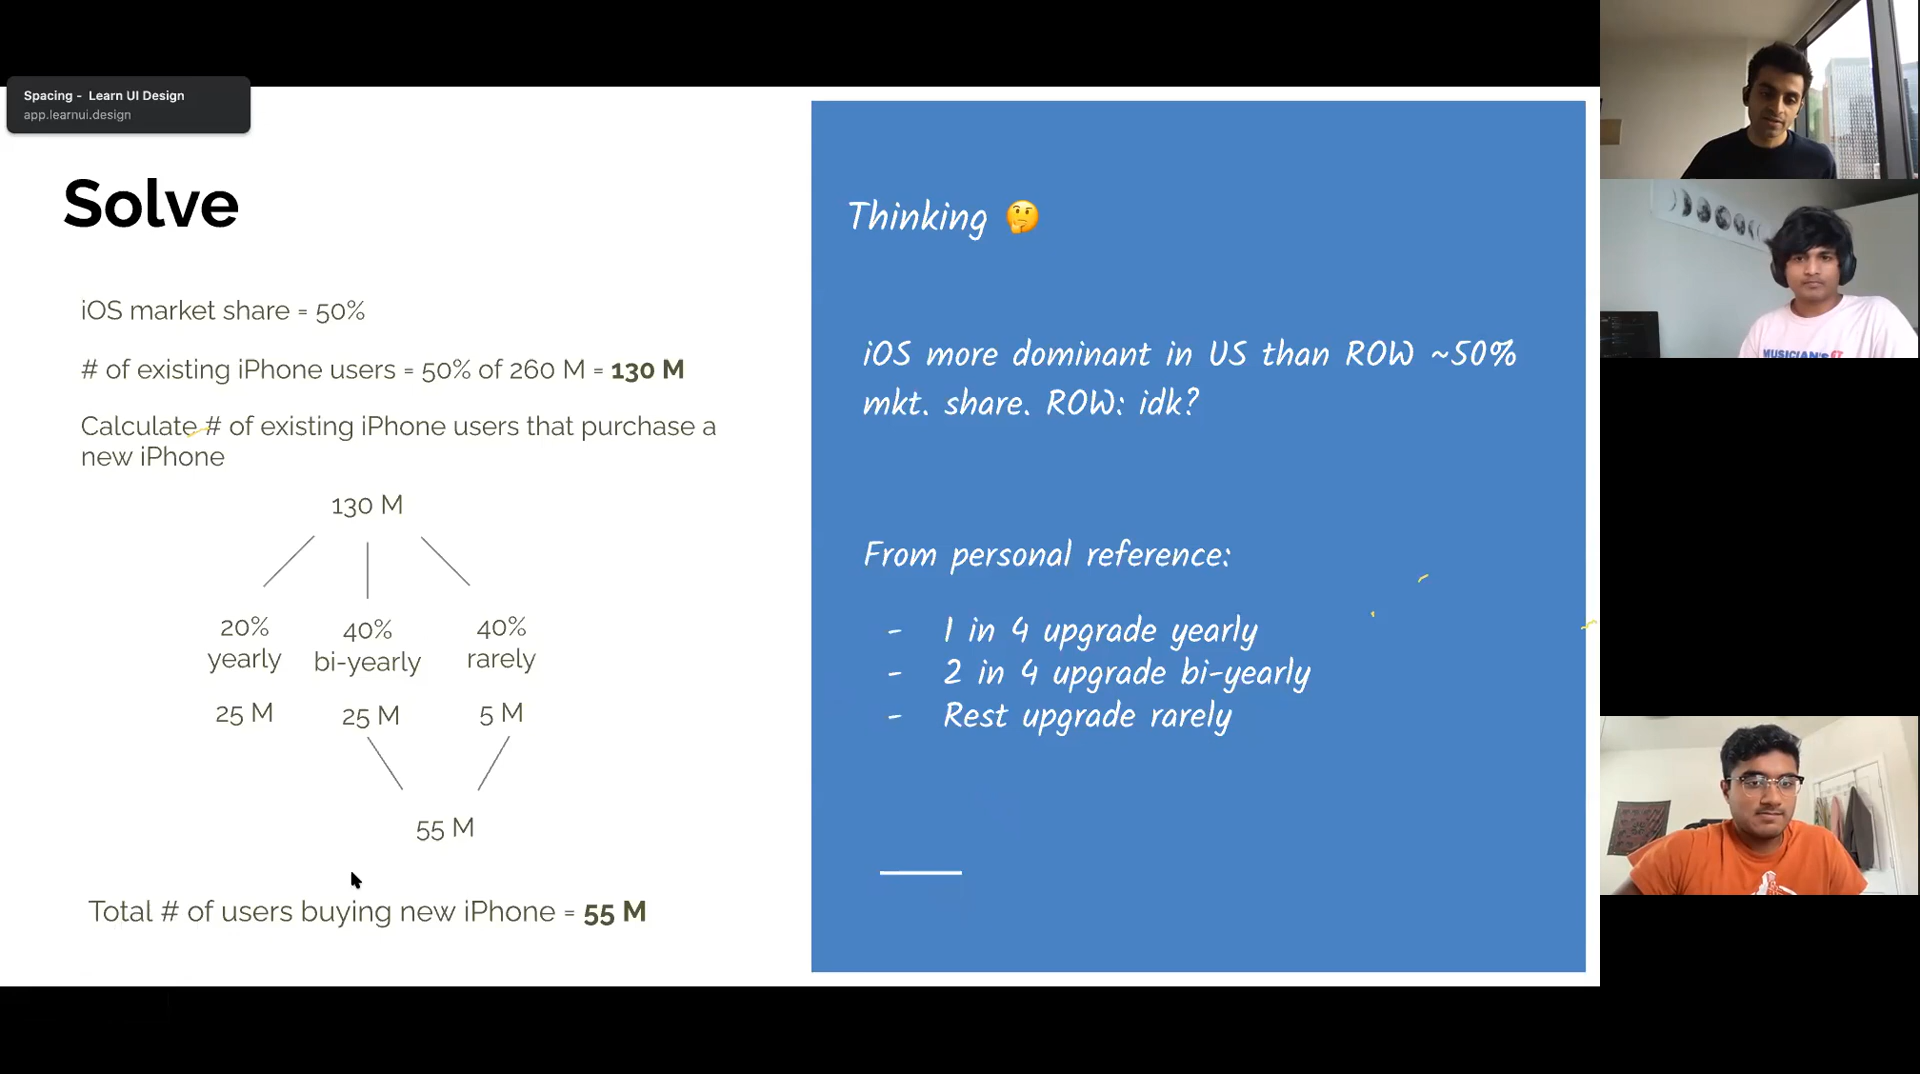 Spacing - Learn UI Design
app.learnui.design
Solve
iOS market share = 50%
# of existing iPhone users = 50% of 260 M = 130 M
Calculate # of existing iPhone users that purchase a
new iPhone
130 M
20%
yearly
40%
bi-yearly
40%
rarely
25 M
25 M
5 M
55 M
Total # of users buying new iPhone = 55 M
Thinking 🤔
iOS more dominant in US than ROW ~50%
mkt. share. ROW: idk?
From personal reference:
- 1 in 4 upgrade yearly
- 2 in 4 upgrade bi-yearly
- Rest upgrade rarely
MUSICIAN'S